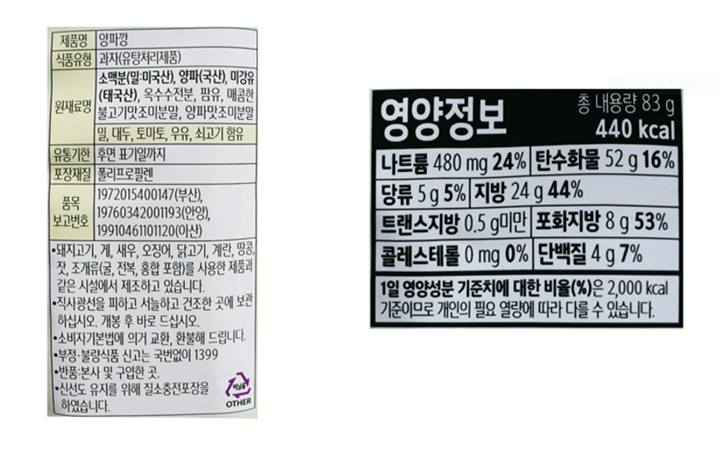 제품명 양파깡
식품유형 과자(유탕처리제품)
원재료명
소맥분(밀:미국산), 양파(국산), 미강유
(태국산), 옥수수전분, 팜유, 매콤한
불고기맛조미분말, 양파맛조미분말
밀, 대두, 토마토, 우유, 쇠고기 함유
유통기한 후면 표기일까지
포장재질 폴리프로필렌
품목
보고번호
1972015400147(부산),
19760342001193(안양),
19910461101120(아산)
•돼지고기, 게, 새우, 오징어, 닭고기, 계란, 땅콩,
잣, 조개류(굴, 전복, 홍합 포함)를 사용한 제품과
같은 시설에서 제조하고 있습니다.
•직사광선을 피하고 서늘하고 건조한 곳에 보관
하십시오. 개봉 후 바로 드십시오.
•소비자기본법에 의거 교환, 환불해 드립니다.
•부정·불량식품 신고는 국번없이 1399
•반품:본사 및 구입한 곳.
•신선도 유지를 위해 질소충전포장을
하였습니다.
비닐류
OTHER
영양정보
총 내용량 83 g
440 kcal
나트륨 480 mg 24% 탄수화물 52 g 16%
당류 5 g 5% 지방 24 g 44%
트랜스지방 0.5 g미만 포화지방 8 g 53%
콜레스테롤 0 mg 0% 단백질 4 g 7%
1일 영양성분 기준치에 대한 비율(%)은 2,000 kcal
기준이므로 개인의 필요 열량에 따라 다를 수 있습니다.